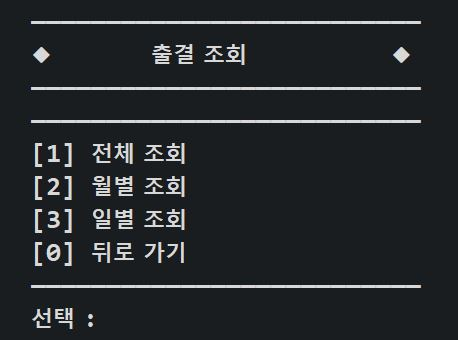 ◆ 출결 조회 ◆
[1] 전체 조회
[2] 월별 조회
[3] 일별 조회
[0] 뒤로 가기
선택 :